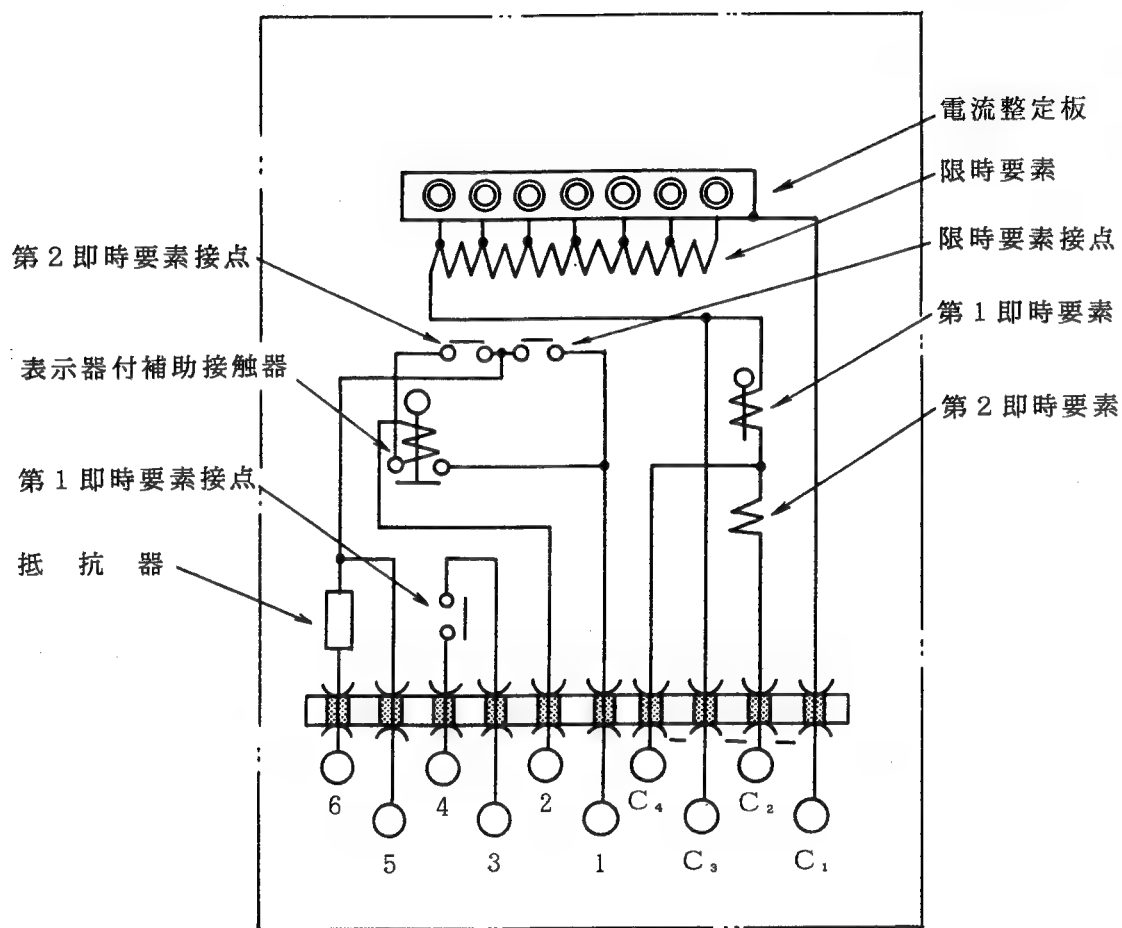 電流整定板
限時要素
限時要素接点
第1即時要素
第2即時要素
第2即時要素接点
表示器付補助接触器
第1即時要素接点
抵抗器
6 4 2 C₄ C₂
5 3 1 C₃ C₁